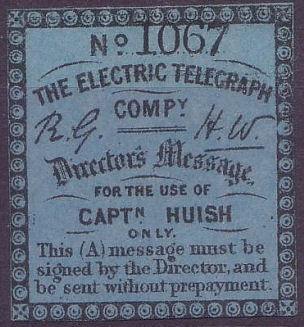 No 1067
THE ELECTRIC TELEGRAPH
COMPY
R.G. H.W.
Director's Message.
FOR THE USE OF
CAPTN HUISH
ONLY.
This (A) message must be
signed by the Director, and
be sent without prepayment.